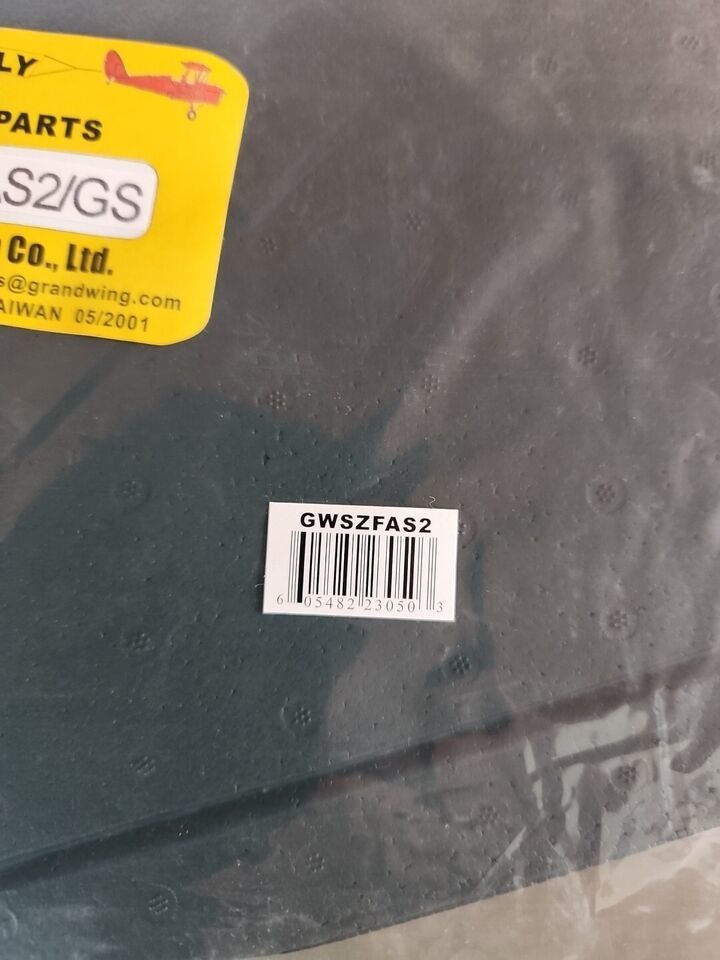 LY
PARTS
S2/GS
Co., Ltd.
s@grandwing.com
AIWAN 05/2001
GWSZFAS2
6 05482 23050 3